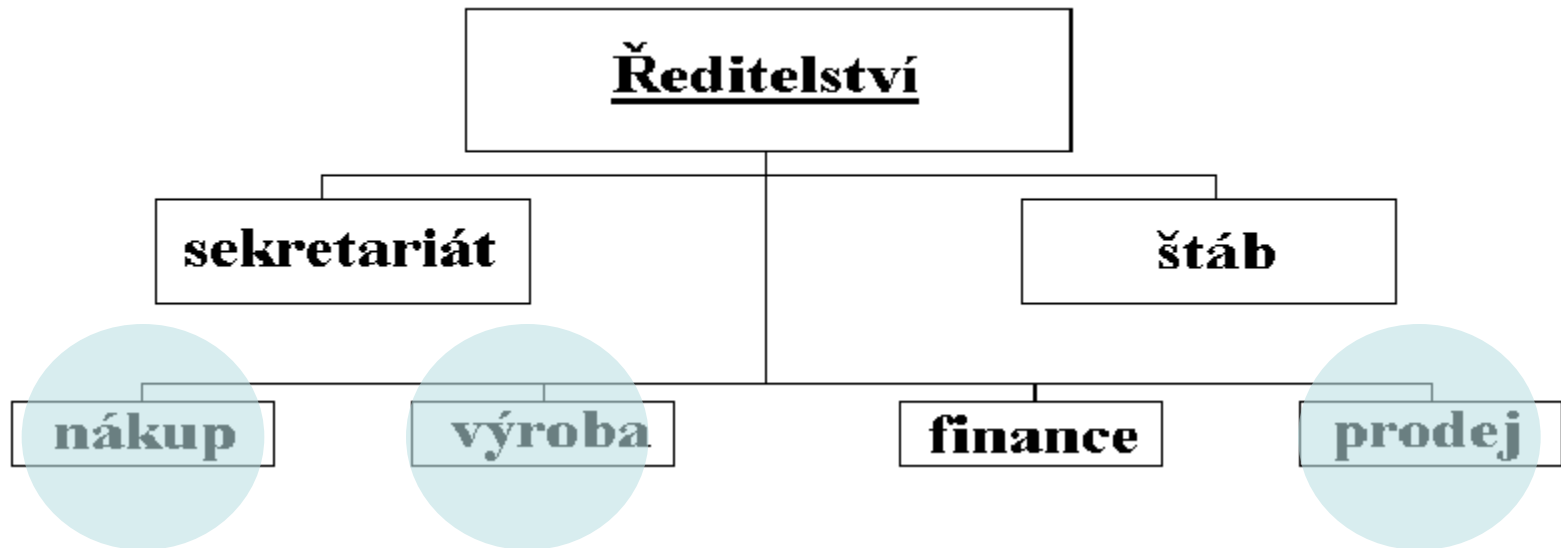 Ředitelství
sekretariát
štáb
nákup
výroba
finance
prodej